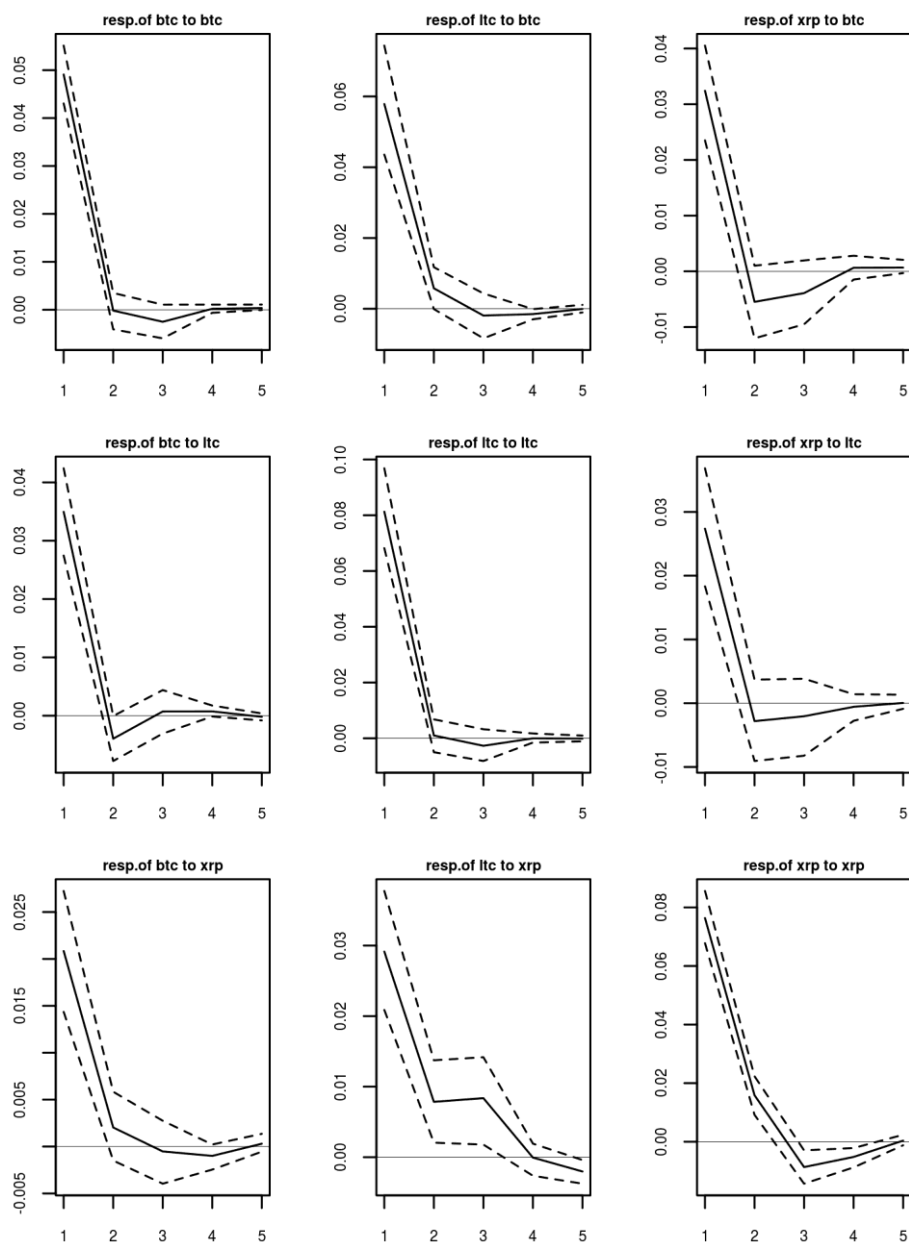 resp.of btc to btc
0.05
0.04
0.03
0.01
0.00
1 2 3 4 5
resp.of ltc to btc
0.06
0.04
0.02
0.00
1 2 3 4 5
resp.of xrp to btc
0.04
0.03
0.01
0.00
-0.01
1 2 3 4 5
resp.of btc to ltc
0.04
0.03
0.02
0.00
1 2 3 4 5
resp.of ltc to ltc
0.10
0.08
0.06
0.04
0.02
0.00
1 2 3 4 5
resp.of xrp to ltc
0.03
0.02
0.01
0.00
-0.01
1 2 3 4 5
resp.of btc to xrp
0.025
0.015
0.005
-0.005
1 2 3 4 5
resp.of ltc to xrp
0.03
0.02
0.01
0.00
1 2 3 4 5
resp.of xrp to xrp
0.08
0.06
0.04
0.02
0.00
1 2 3 4 5